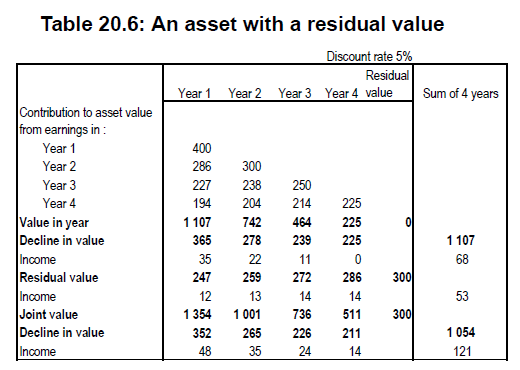 Table 20.6: An asset with a residual value
Discount rate 5%
Residual
Year 1 Year 2 Year 3 Year 4 value Sum of 4 years
Contribution to asset value
from earnings in :
Year 1 400
Year 2 286 300
Year 3 227 238 250
Year 4 194 204 214 225
Value in year 1 107 742 464 225 0
Decline in value 365 278 239 225 1 107
Income 35 22 11 0 68
Residual value 247 259 272 286 300
Income 12 13 14 14 53
Joint value 1 354 1 001 736 511 300
Decline in value 352 265 226 211 1 054
Income 48 35 24 14 121